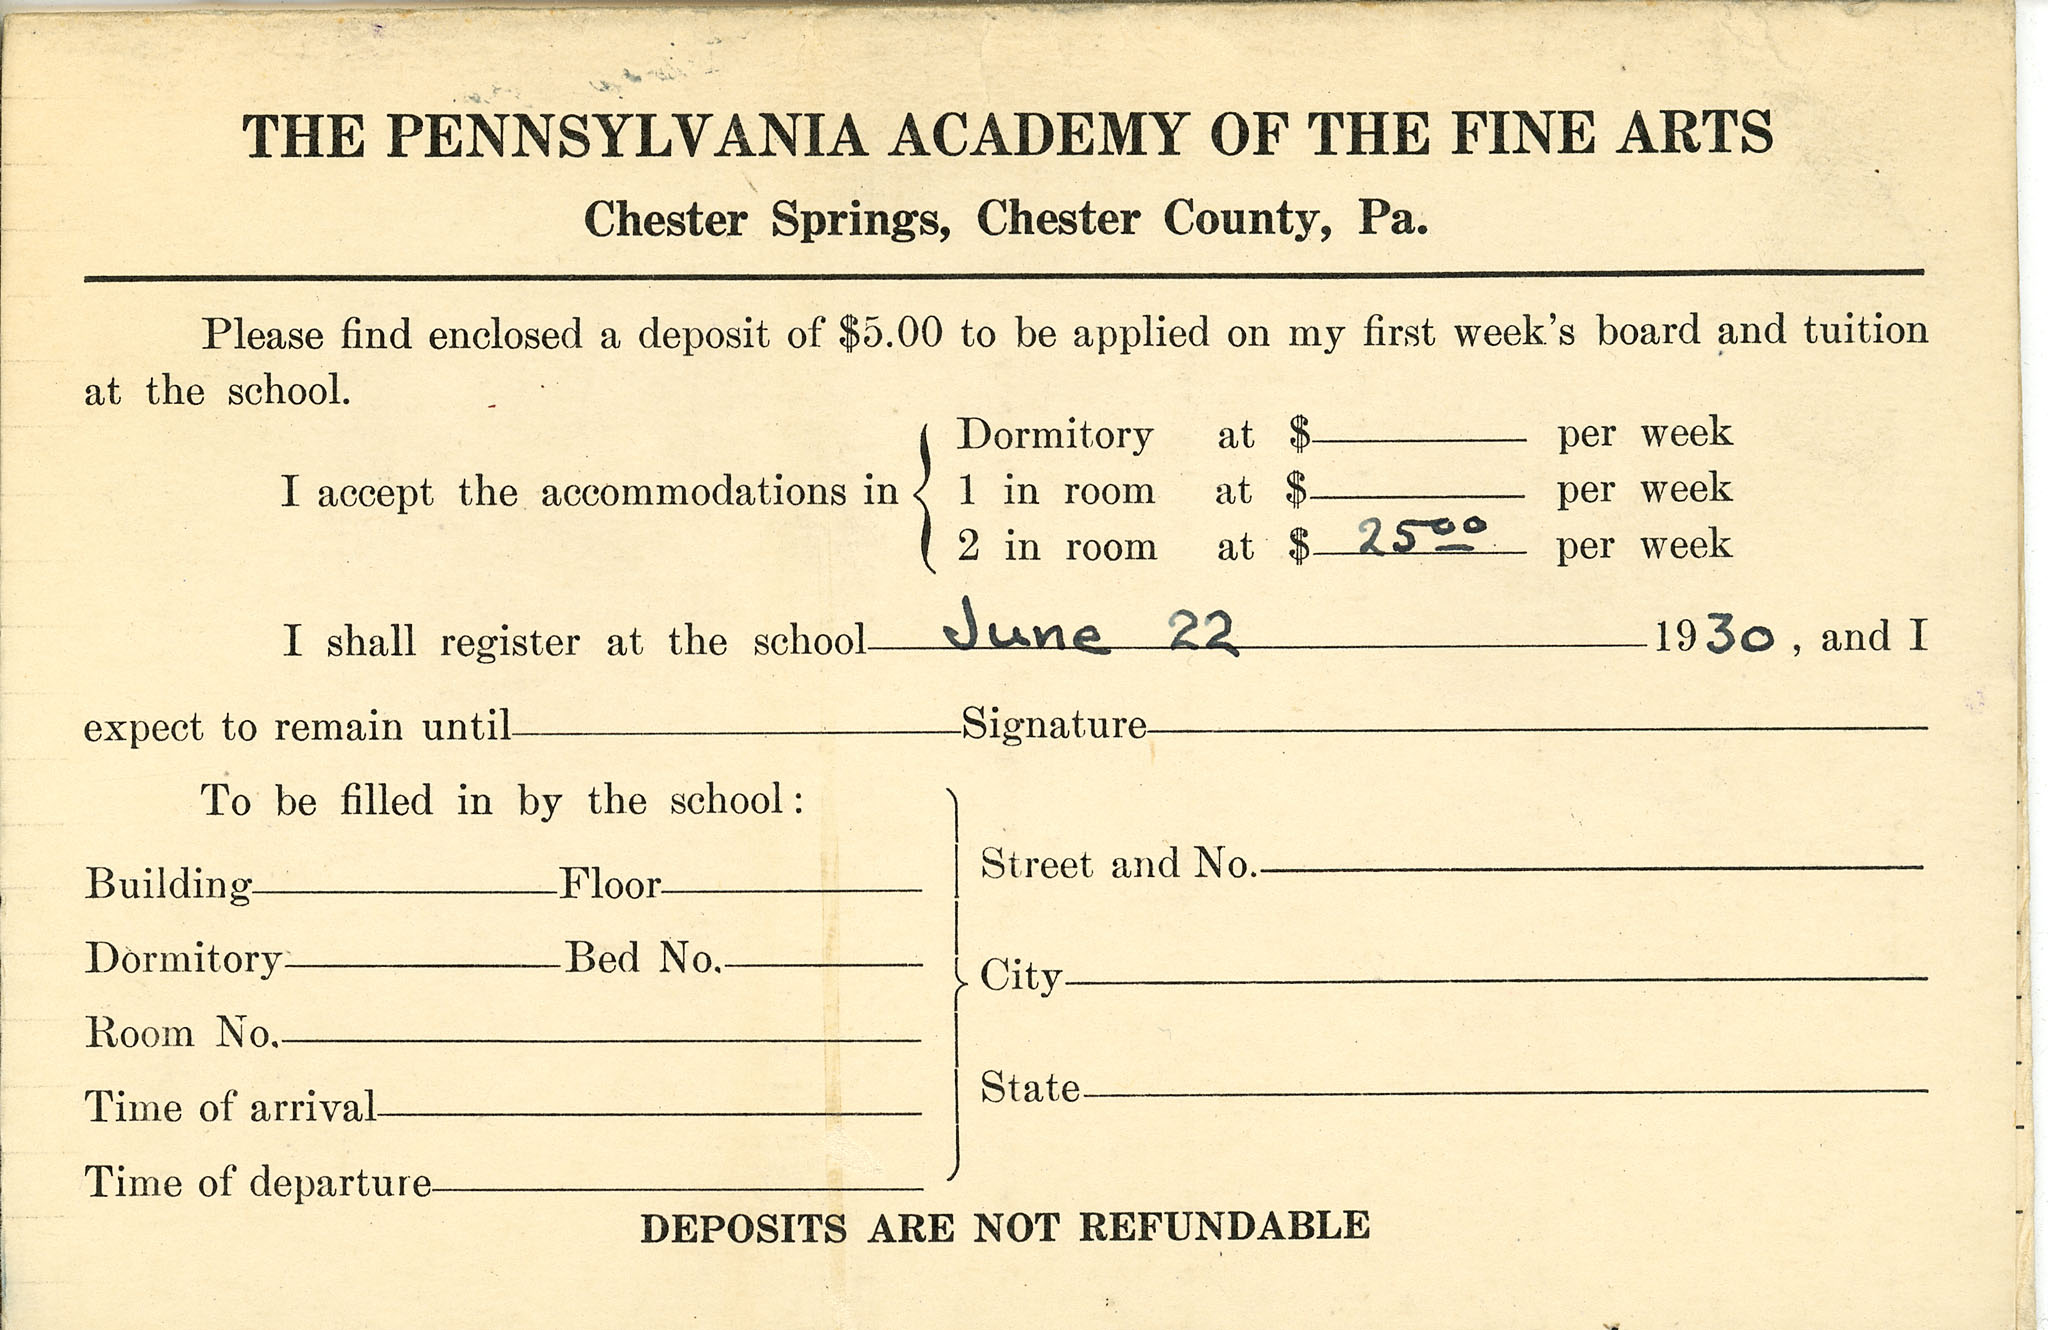 THE PENNSYLVANIA ACADEMY OF THE FINE ARTS
Chester Springs, Chester County, Pa.
Please find enclosed a deposit of $5.00 to be applied on my first week's board and tuition
at the school.
I accept the accommodations in
Dormitory at $ per week
1 in room at $ per week
2 in room at $ 25 00 per week
I shall register at the school June 22 1930, and I
expect to remain until Signature
To be filled in by the school:
Building Floor
Dormitory Bed No.
Room No.
Time of arrival
Time of departure
Street and No.
City
State
DEPOSITS ARE NOT REFUNDABLE